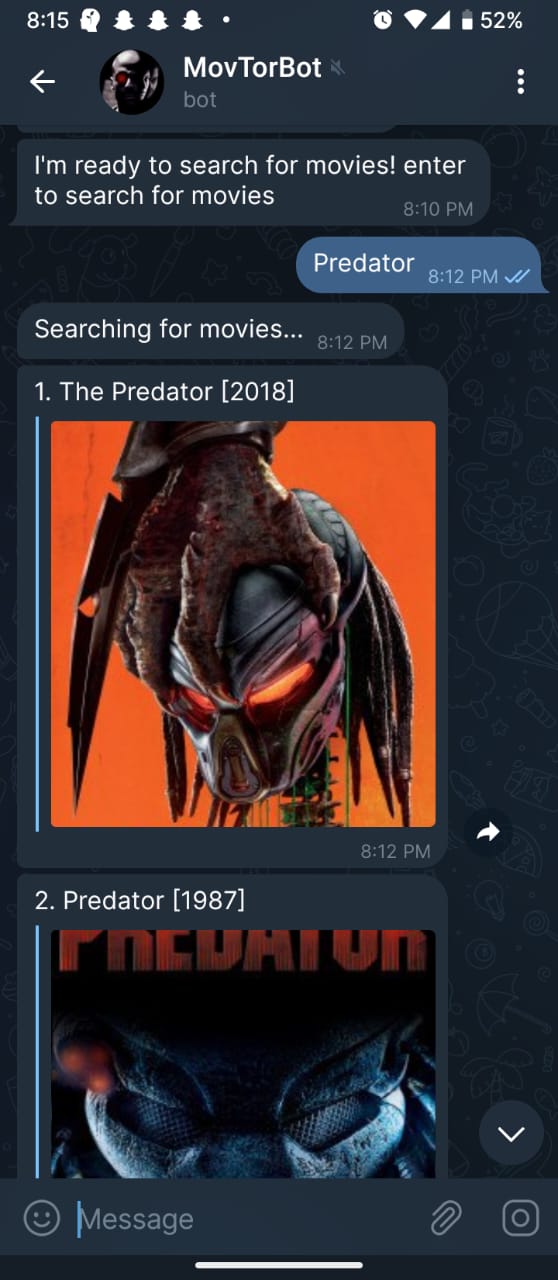 8:15
52%
MovTorBot
bot
I'm ready to search for movies! enter
to search for movies
8:10 PM
Predator
8:12 PM
Searching for movies...
8:12 PM
1. The Predator [2018]
8:12 PM
2. Predator [1987]
PREDATOR
Message